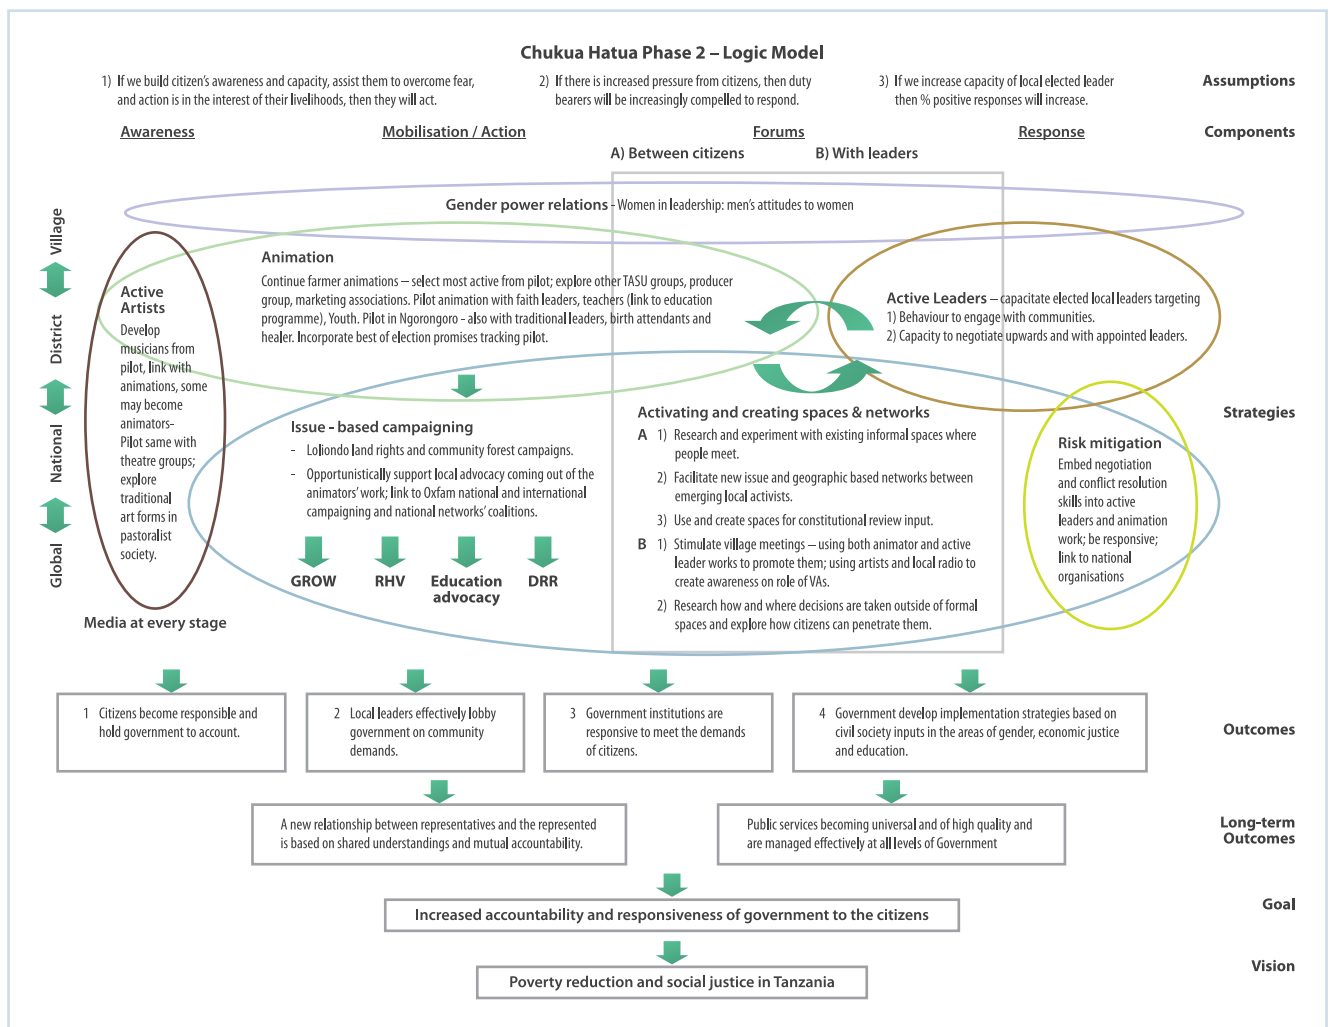 Chukua Hatua Phase 2 – Logic Model
1) If we build citizen's awareness and capacity, assist them to overcome fear,
and action is in the interest of their livelihoods, then they will act.
2) If there is increased pressure from citizens, then duty
bearers will be increasingly compelled to respond.
3) If we increase capacity of local elected leader
then % positive responses will increase.
Assumptions
Awareness
Mobilisation / Action
Forums
Response
Components
A) Between citizens
B) With leaders
Gender power relations - Women in leadership: men's attitudes to women
Village
District
National
Global
Active
Artists
Develop
musicians from
pilot, link with
animations, some
may become
animators-
Pilot same with
theatre groups;
explore
traditional
art forms in
pastoralist
society.
Media at every stage
Animation
Continue farmer animations – select most active from pilot; explore other TASU groups, producer
group, marketing associations. Pilot animation with faith leaders, teachers (link to education
programme), Youth. Pilot in Ngorongoro - also with traditional leaders, birth attendants and
healer. Incorporate best of election promises tracking pilot.
Active Leaders – capacitate elected local leaders targeting
1) Behaviour to engage with communities.
2) Capacity to negotiate upwards and with appointed leaders.
Issue - based campaigning
- Loliondo land rights and community forest campaigns.
- Opportunistically support local advocacy coming out of the
animators' work; link to Oxfam national and international
campaigning and national networks' coalitions.
GROW
RHV
Education
advocacy
DRR
Activating and creating spaces & networks
A 1) Research and experiment with existing informal spaces where
people meet.
2) Facilitate new issue and geographic based networks between
emerging local activists.
3) Use and create spaces for constitutional review input.
B 1) Stimulate village meetings – using both animator and active
leader works to promote them; using artists and local radio to
create awareness on role of VAs.
2) Research how and where decisions are taken outside of formal
spaces and explore how citizens can penetrate them.
Risk mitigation
Embed negotiation
and conflict resolution
skills into active
leaders and animation
work; be responsive;
link to national
organisations
Strategies
1 Citizens become responsible and
hold government to account.
2 Local leaders effectively lobby
government on community
demands.
3 Government institutions are
responsive to meet the demands
of citizens.
4 Government develop implementation strategies based on
civil society inputs in the areas of gender, economic justice
and education.
Outcomes
A new relationship between representatives and the represented
is based on shared understandings and mutual accountability.
Public services becoming universal and of high quality and
are managed effectively at all levels of Government
Long-term
Outcomes
Increased accountability and responsiveness of government to the citizens
Goal
Poverty reduction and social justice in Tanzania
Vision